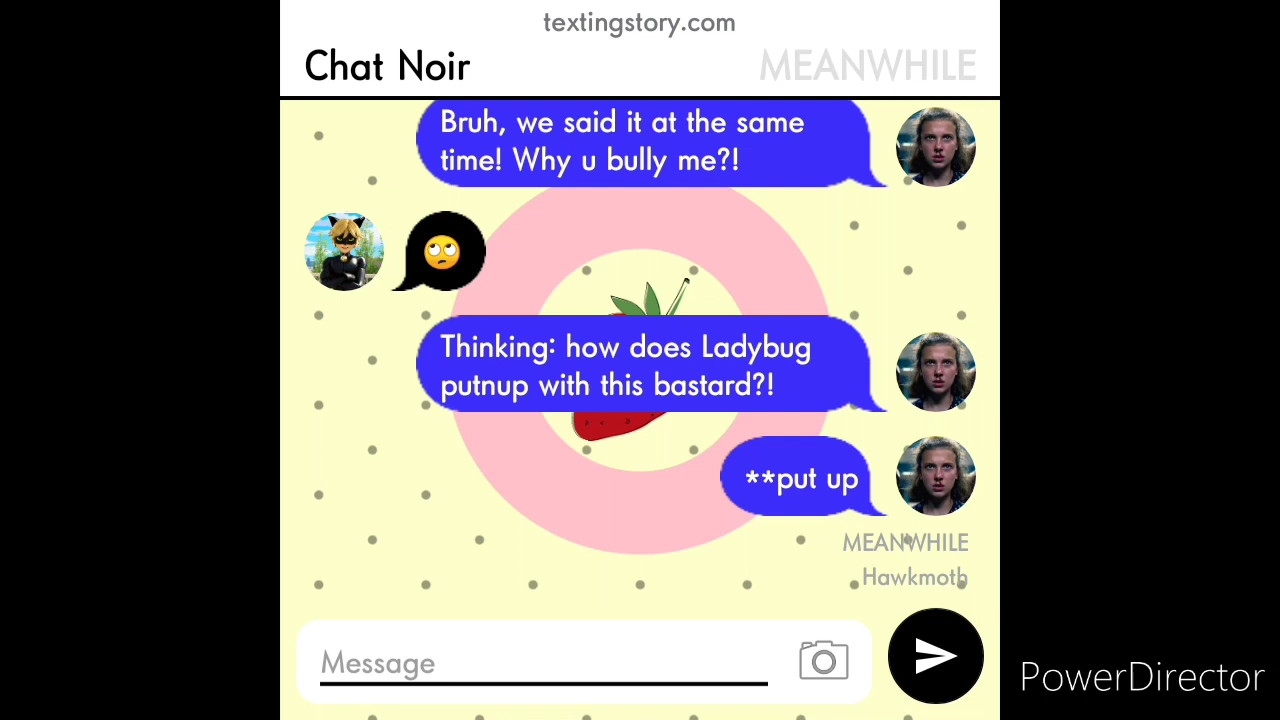 textingstory.com
Chat Noir
MEANWHILE
Bruh, we said it at the same
time! Why u bully me?!
Thinking: how does Ladybug
putnup with this bastard?!
**put up
MEANWHILE
Hawkmoth
Message
PowerDirector